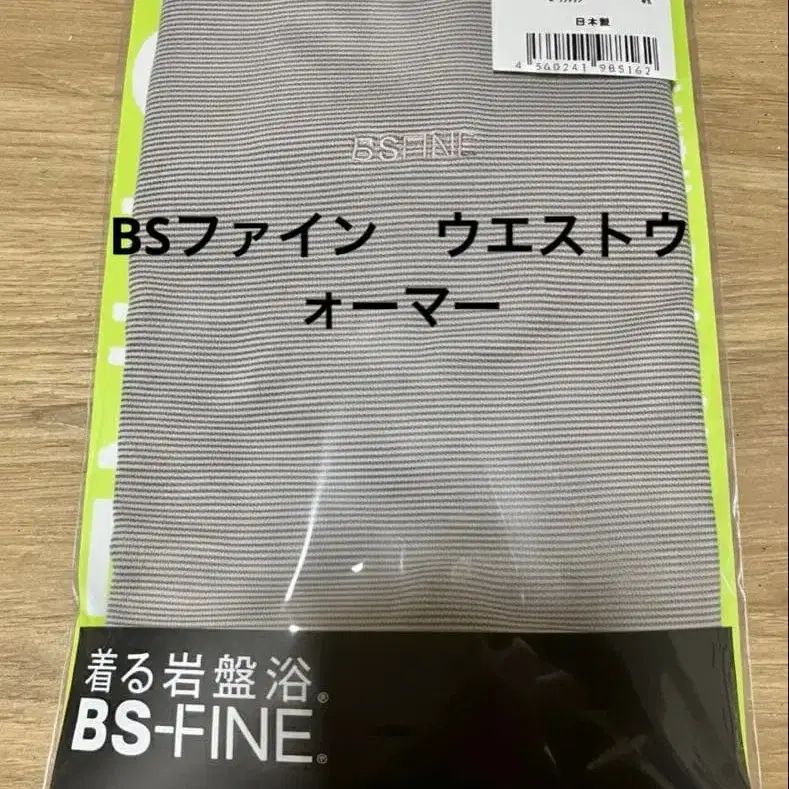 日本製
4 560241 985162
BSFINE
BSファイン　ウエストウ
ォーマー
着る岩盤浴®
BS-FINE®